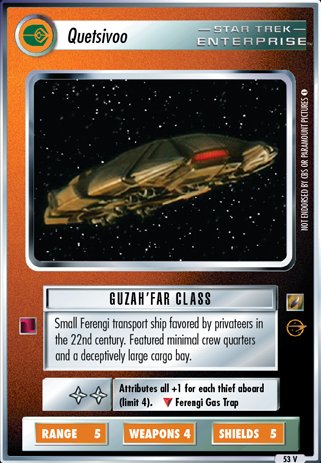 Quetsivoo
STAR TREK
ENTERPRISE™
NOT ENDORSED BY CBS OR PARAMOUNT PICTURES
GUZAH'FAR CLASS
Small Ferengi transport ship favored by privateers in
the 22nd century. Featured minimal crew quarters
and a deceptively large cargo bay.
Attributes all +1 for each thief aboard
(limit 4). ▼ Ferengi Gas Trap
RANGE 5 WEAPONS 4 SHIELDS 5
53 V